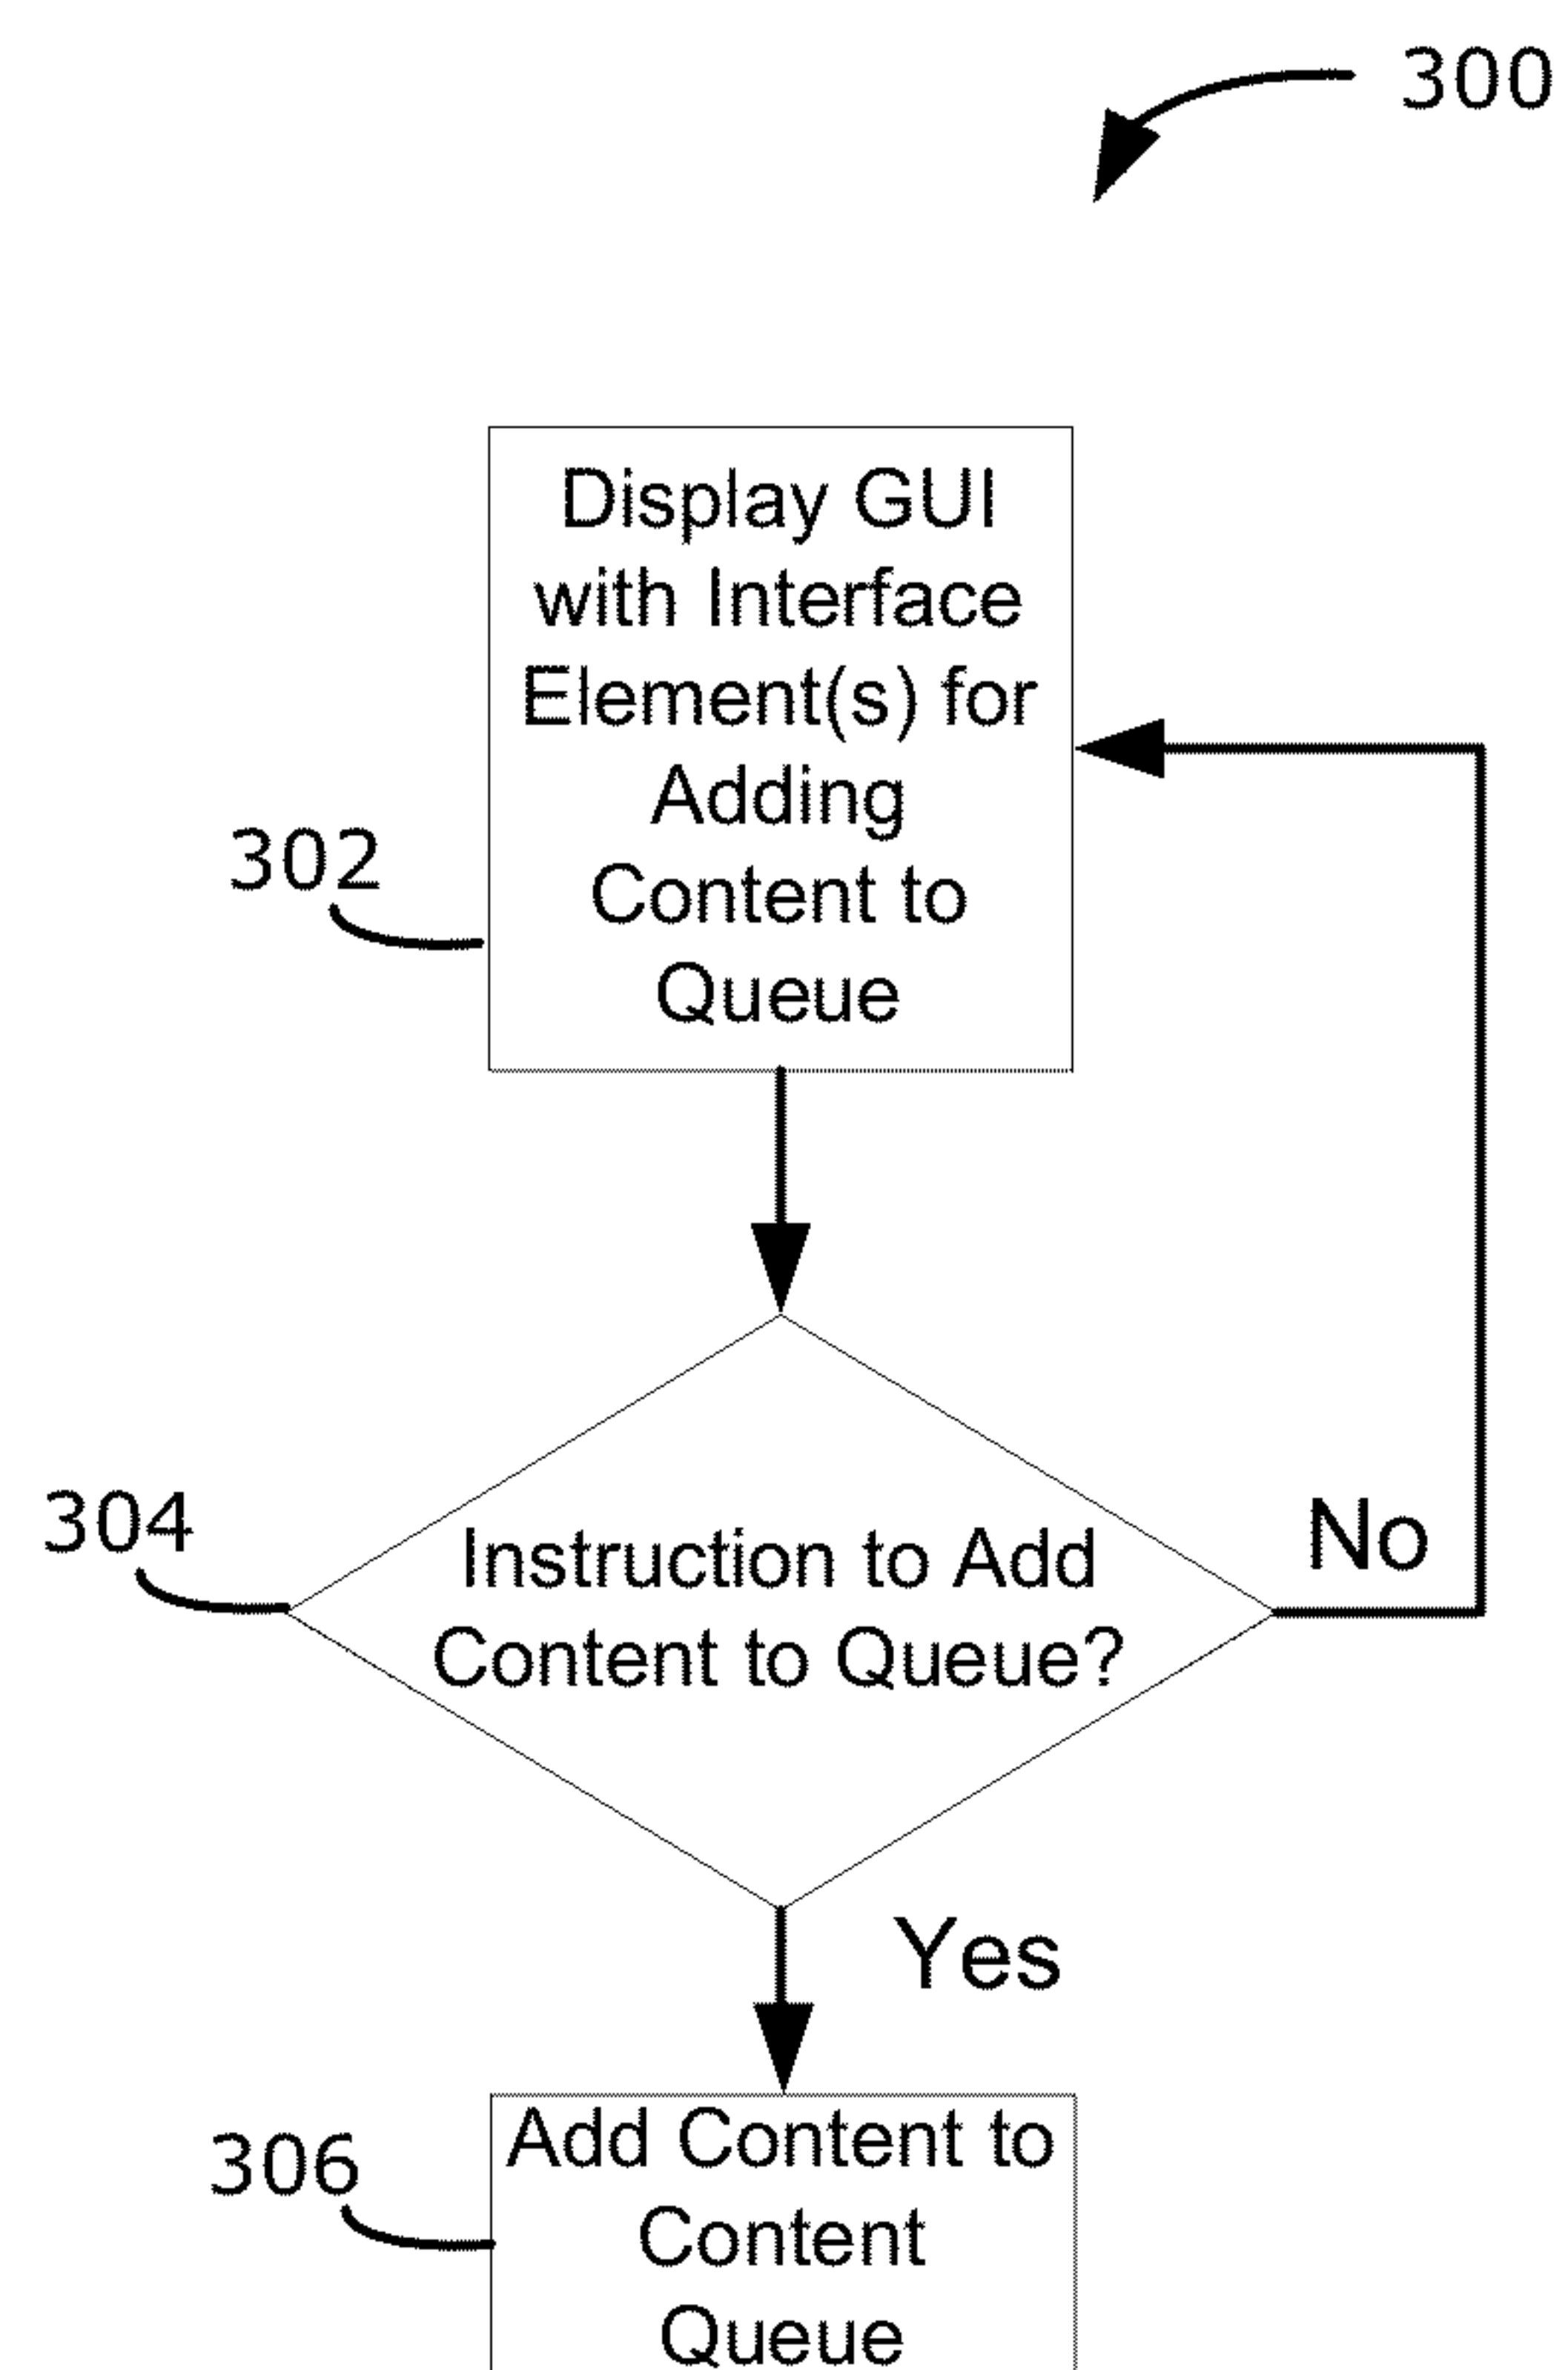 300
Display GUI
with Interface
Element(s) for
Adding
Content to
Queue
302
304
Instruction to Add
Content to Queue?
No
Yes
306
Add Content to
Content
Queue